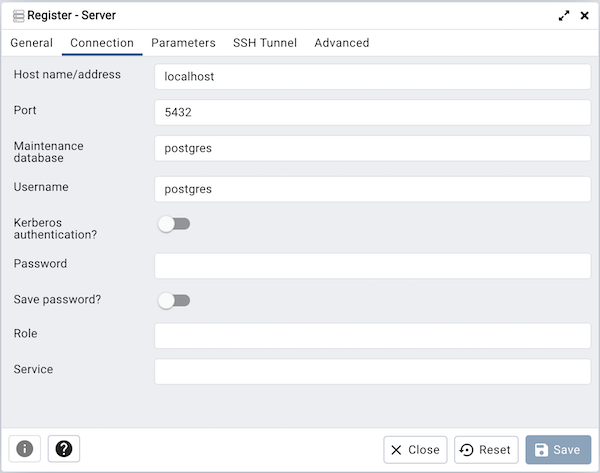 Register - Server
General Connection Parameters SSH Tunnel Advanced
Host name/address localhost
Port 5432
Maintenance
database postgres
Username postgres
Kerberos
authentication?
Password
Save password?
Role
Service
Close Reset Save